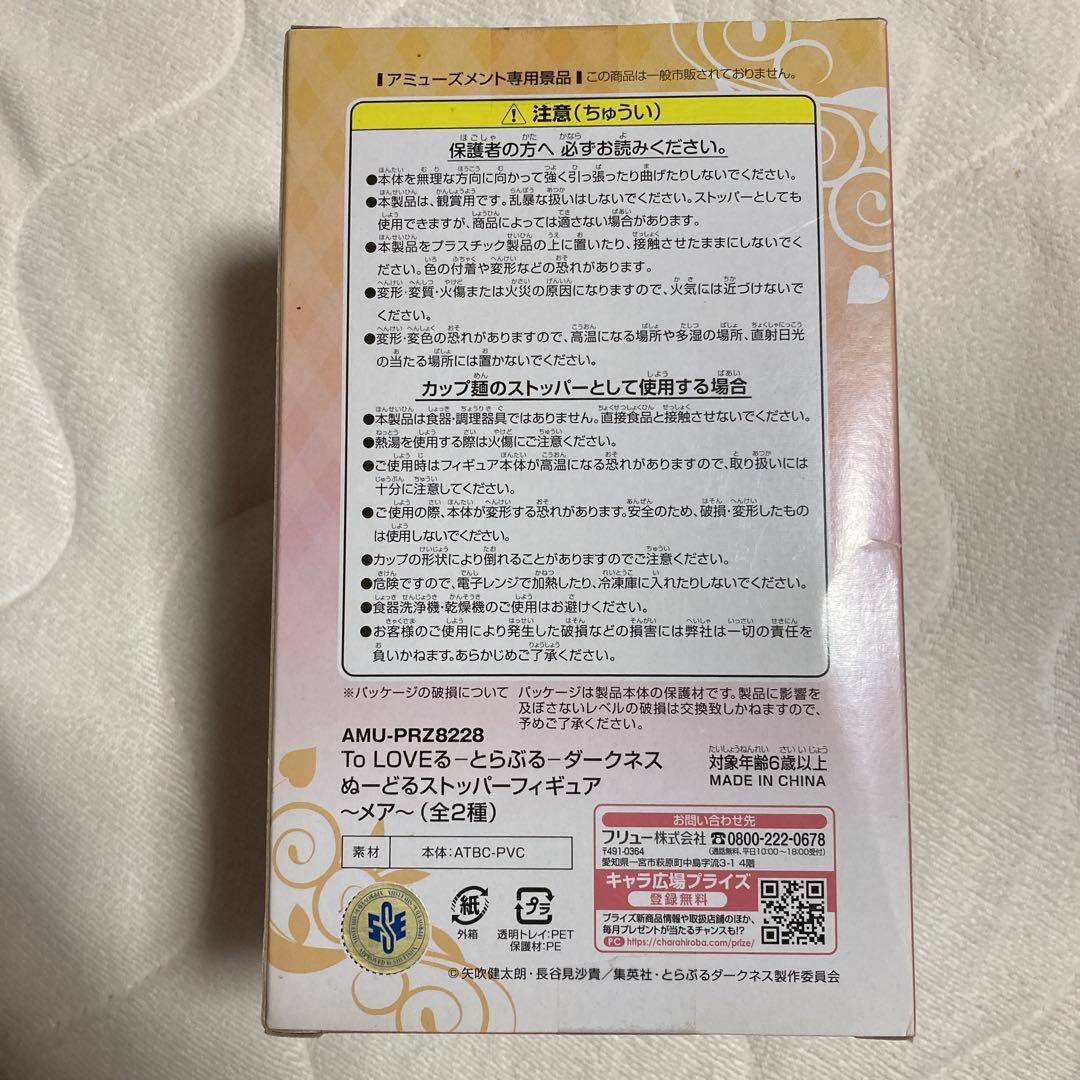 アミューズメント専用景品 この商品は一般市販されておりません。
注意(ちゅうい)
保護者の方へ 必ずお読みください。
●本体を無理な方向に向かって強く引っ張ったり曲げたりしないでください。
●本製品は、観賞用です。乱暴な扱いはしないでください。ストッパーとしても
使用できますが、商品によっては適さない場合があります。
●本製品をプラスチック製品の上に置いたり、接触させたままにしないでく
ださい。色の付着や変形などの恐れがあります。
●変形・変質・火傷または火災の原因になりますので、火気には近づけないで
ください。
●変形・変色の恐れがありますので、高温になる場所や多湿の場所、直射日光
の当たる場所には置かないでください。
カップ麺のストッパーとして使用する場合
●本製品は食器・調理器具ではありません。直接食品と接触させないでください。
●熱湯を使用する際は火傷にご注意ください。
●ご使用時はフィギュア本体が高温になる恐れがありますので、取り扱いには
十分に注意してください。
●ご使用の際、本体が変形する恐れがあります。安全のため、破損・変形したもの
は使用しないでください。
●カップの形状により倒れることがありますのでご注意ください。
●危険ですので、電子レンジで加熱したり、冷凍庫に入れたりしないでください。
●食器洗浄機・乾燥機のご使用はお避けください。
●お客様のご使用により発生した破損などの損害には弊社は一切の責任を
負いかねます。あらかじめご了承ください。
※パッケージの破損について パッケージは製品本体の保護材です。製品に影響を
及ぼさないレベルの破損は交換致しかねますので、
予めご了承ください。
AMU-PRZ8228
To LOVEる－とらぶる－ダークネス
ぬーどるストッパーフィギュア
～メア～(全2種)
対象年齢6歳以上
MADE IN CHINA
素材 本体:ATBC-PVC
お問い合わせ先
フリュー株式会社 ☎0800-222-0678
〒491-0364 (通話無料、平日10:00～18:00受付)
愛知県一宮市萩原町中島字流3-1 4階
キャラ広場プライズ
登録無料
プライズ新商品情報や取扱店舗のほか、
毎月プレゼントが当たるチャンスも!?
PC https://charahiroba.com/prize/
紙
外箱
プラ
透明トレイ:PET
保護材:PE
©矢吹健太朗・長谷見沙貴／集英社・とらぶるダークネス製作委員会